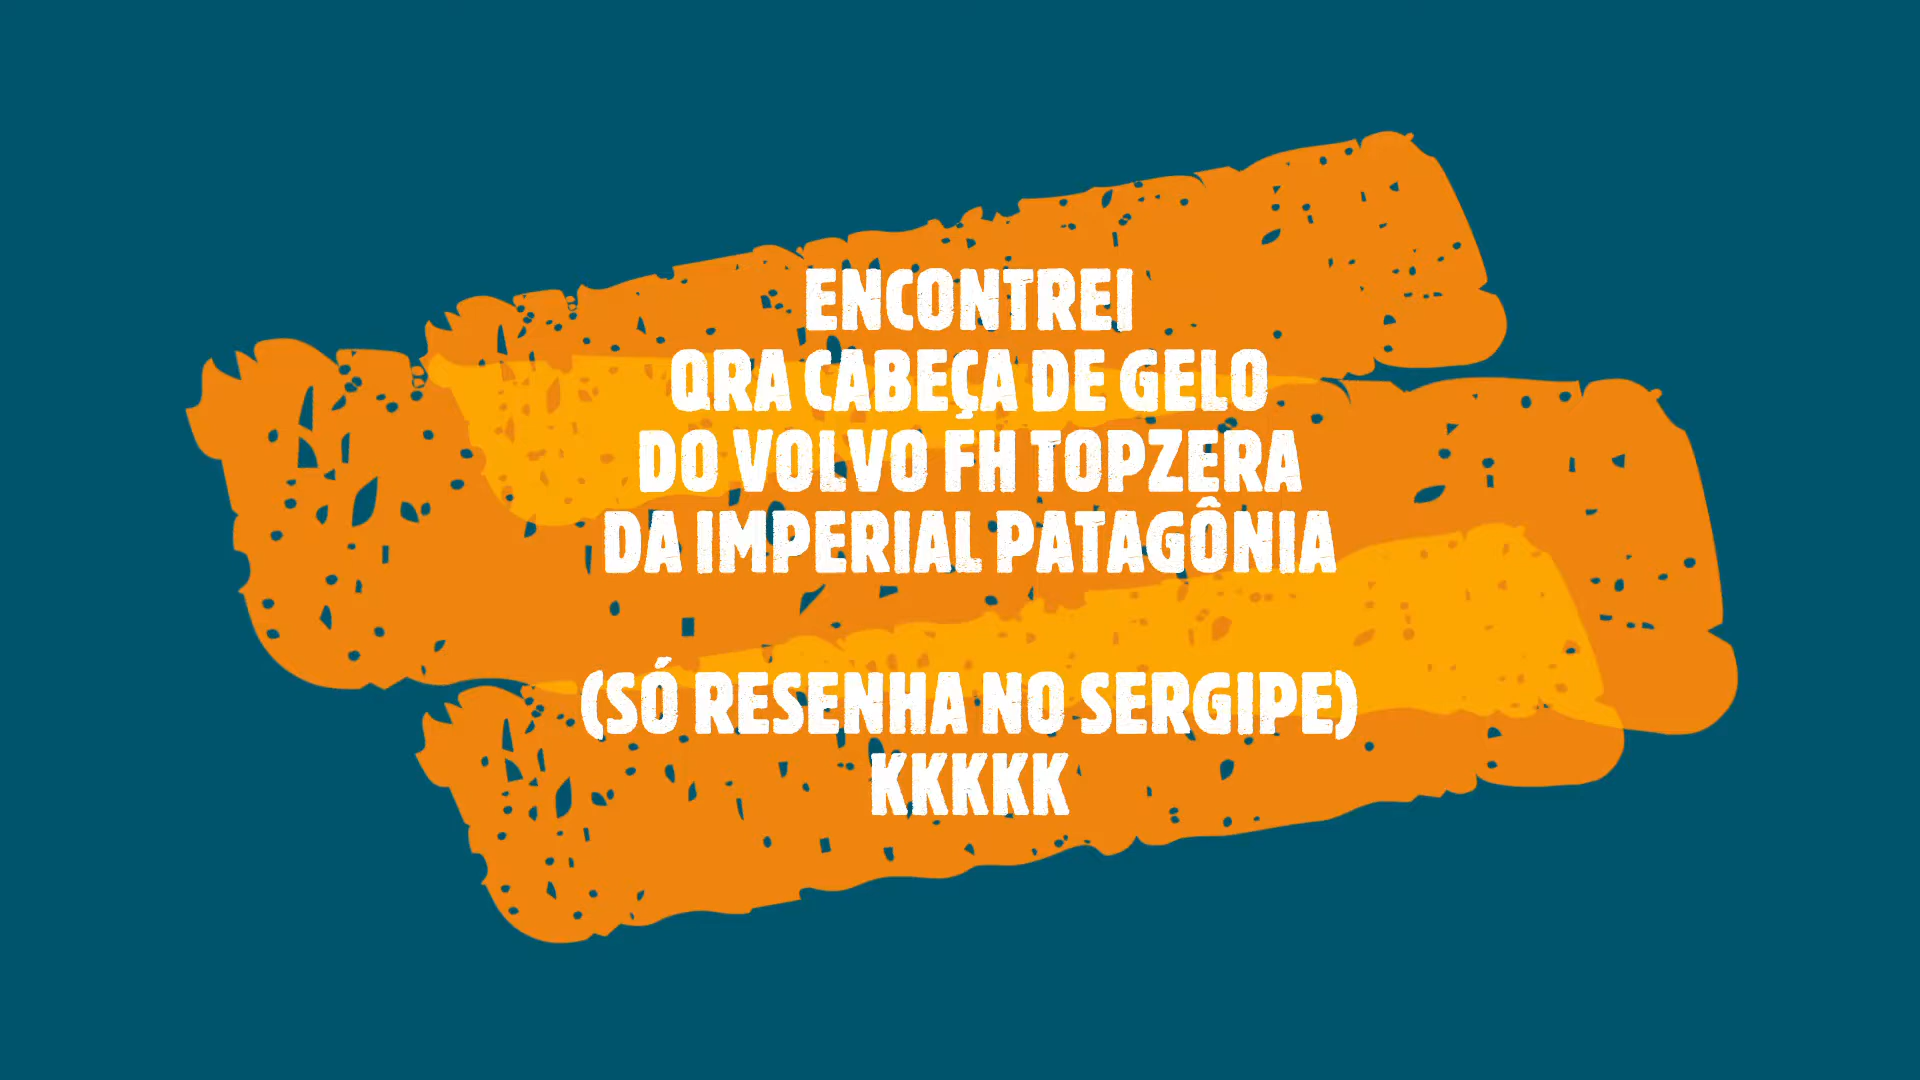 ENCONTREI
QRA CABEÇA DE GELO
DO VOLVO FH TOPZERA
DA IMPERIAL PATAGÔNIA
(SÓ RESENHA NO SERGIPE)
KKKKK